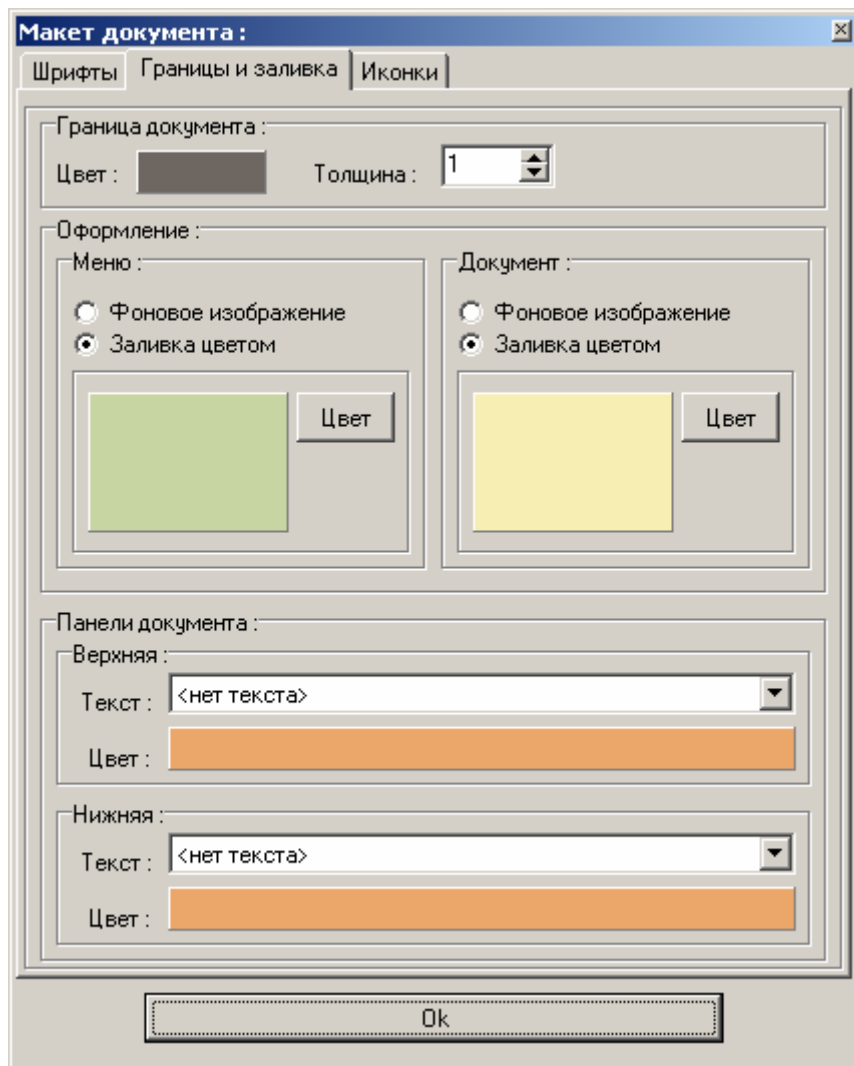 Макет документа :
Шрифты Границы и заливка Иконки
Граница документа :
Цвет : Толщина : 1
Оформление :
Меню : Документ :
Фоновое изображение Фоновое изображение
Заливка цветом Заливка цветом
Цвет Цвет
Панели документа :
Верхняя :
Текст : <нет текста>
Цвет :
Нижняя :
Текст : <нет текста>
Цвет :
Ok